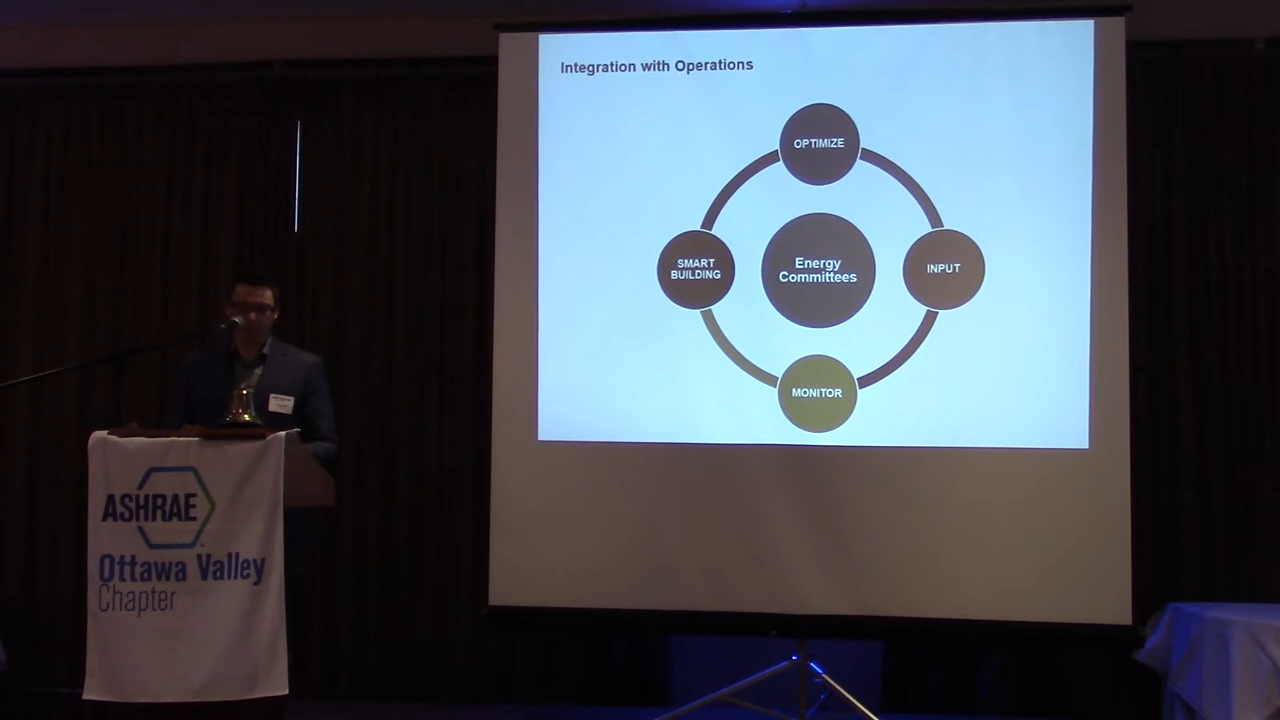 Integration with Operations
OPTIMIZE
SMART
BUILDING
Energy
Committees
INPUT
MONITOR
ASHRAE
Ottawa Valley
Chapter